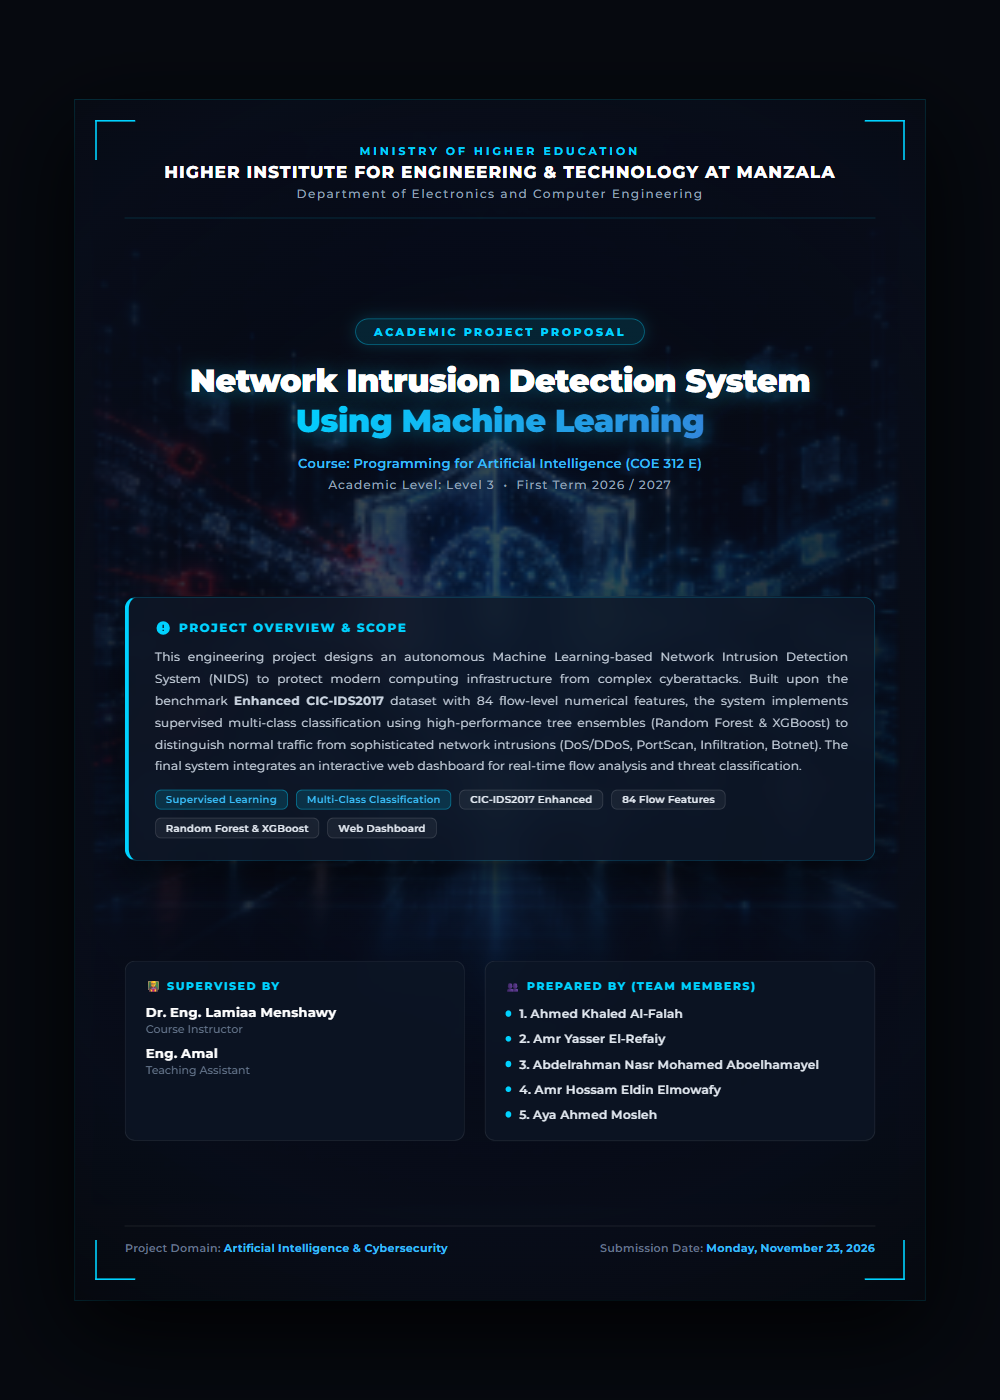 MINISTRY OF HIGHER EDUCATION
HIGHER INSTITUTE FOR ENGINEERING & TECHNOLOGY AT MANZALA
Department of Electronics and Computer Engineering
ACADEMIC PROJECT PROPOSAL
Network Intrusion Detection System
Using Machine Learning
Course: Programming for Artificial Intelligence (COE 312 E)
Academic Level: Level 3 • First Term 2026 / 2027
PROJECT OVERVIEW & SCOPE
This engineering project designs an autonomous Machine Learning-based Network Intrusion Detection
System (NIDS) to protect modern computing infrastructure from complex cyberattacks. Built upon the
benchmark Enhanced CIC-IDS2017 dataset with 84 flow-level numerical features, the system implements
supervised multi-class classification using high-performance tree ensembles (Random Forest & XGBoost) to
distinguish normal traffic from sophisticated network intrusions (DoS/DDoS, PortScan, Infiltration, Botnet). The
final system integrates an interactive web dashboard for real-time flow analysis and threat classification.
Supervised Learning Multi-Class Classification CIC-IDS2017 Enhanced 84 Flow Features
Random Forest & XGBoost Web Dashboard
SUPERVISED BY
Dr. Eng. Lamiaa Menshawy
Course Instructor
Eng. Amal
Teaching Assistant
PREPARED BY (TEAM MEMBERS)
1. Ahmed Khaled Al-Falah
2. Amr Yasser El-Refaiy
3. Abdelrahman Nasr Mohamed Aboelhamayel
4. Amr Hossam Eldin Elmowafy
5. Aya Ahmed Mosleh
Project Domain: Artificial Intelligence & Cybersecurity
Submission Date: Monday, November 23, 2026